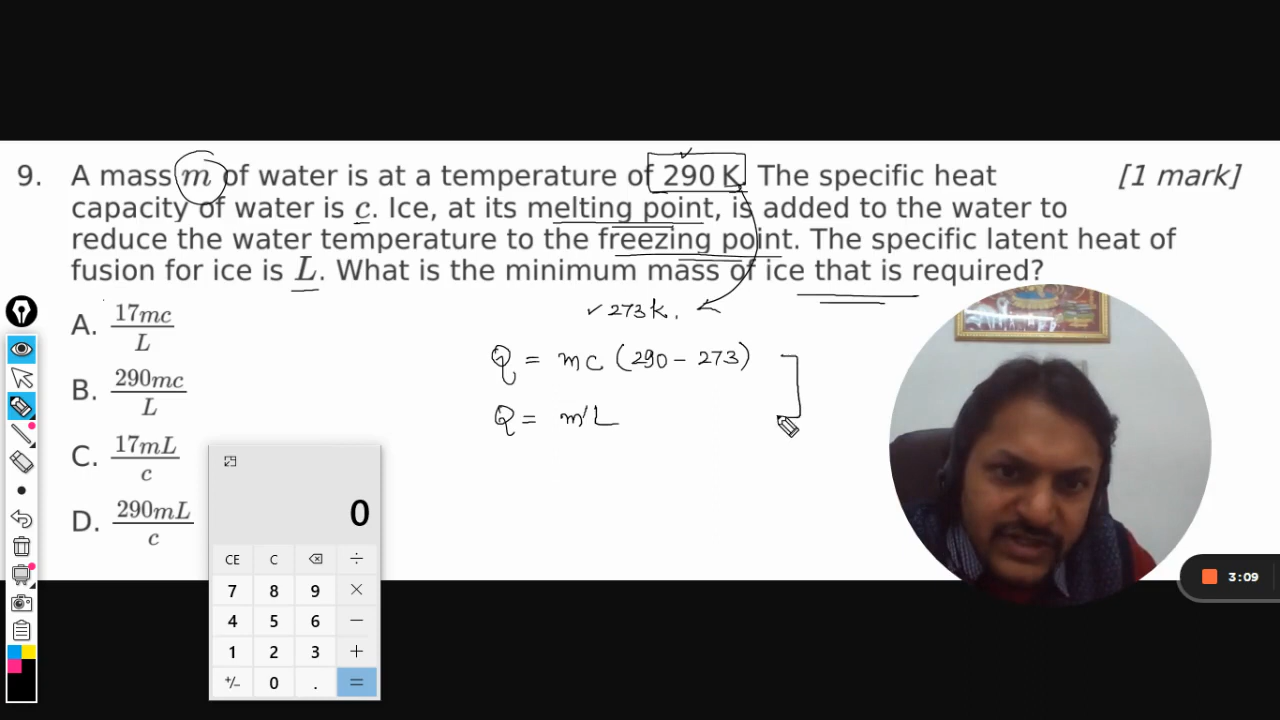 9. A mass m of water is at a temperature of 290 K. The specific heat [1 mark]
capacity of water is c. Ice, at its melting point, is added to the water to
reduce the water temperature to the freezing point. The specific latent heat of
fusion for ice is L. What is the minimum mass of ice that is required?
✓ 273 K.
A. 17mc
L
B. 290mc
L
C. 17mL
c
D. 290mL
c
Q = mc (290 - 273)
Q = m'L
0
CE C ⌫ ÷
7 8 9 ×
4 5 6 −
1 2 3 +
+/− 0 . =
3:09